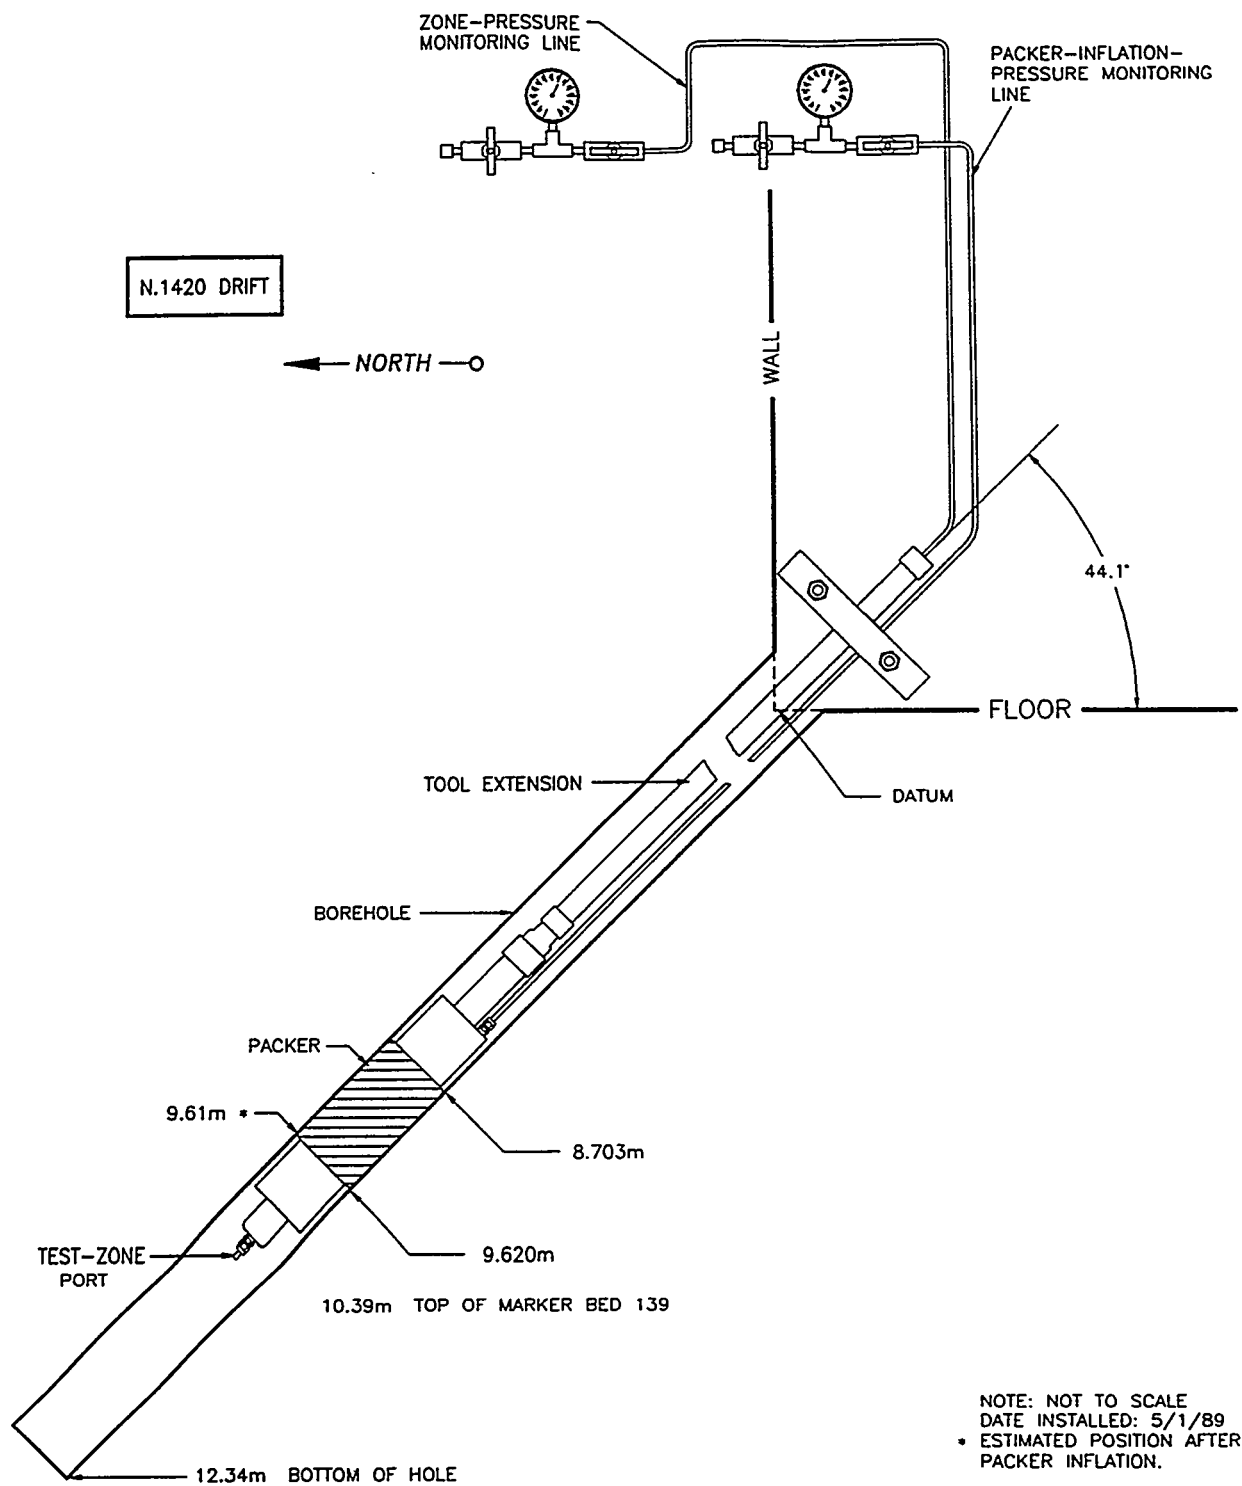 ZONE-PRESSURE
MONITORING LINE
PACKER-INFLATION-
PRESSURE MONITORING
LINE
N.1420 DRIFT
NORTH
WALL
44.1°
FLOOR
TOOL EXTENSION
DATUM
BOREHOLE
PACKER
9.61m *
8.703m
TEST-ZONE
PORT
9.620m
10.39m TOP OF MARKER BED 139
NOTE: NOT TO SCALE
DATE INSTALLED: 5/1/89
* ESTIMATED POSITION AFTER
PACKER INFLATION.
12.34m BOTTOM OF HOLE